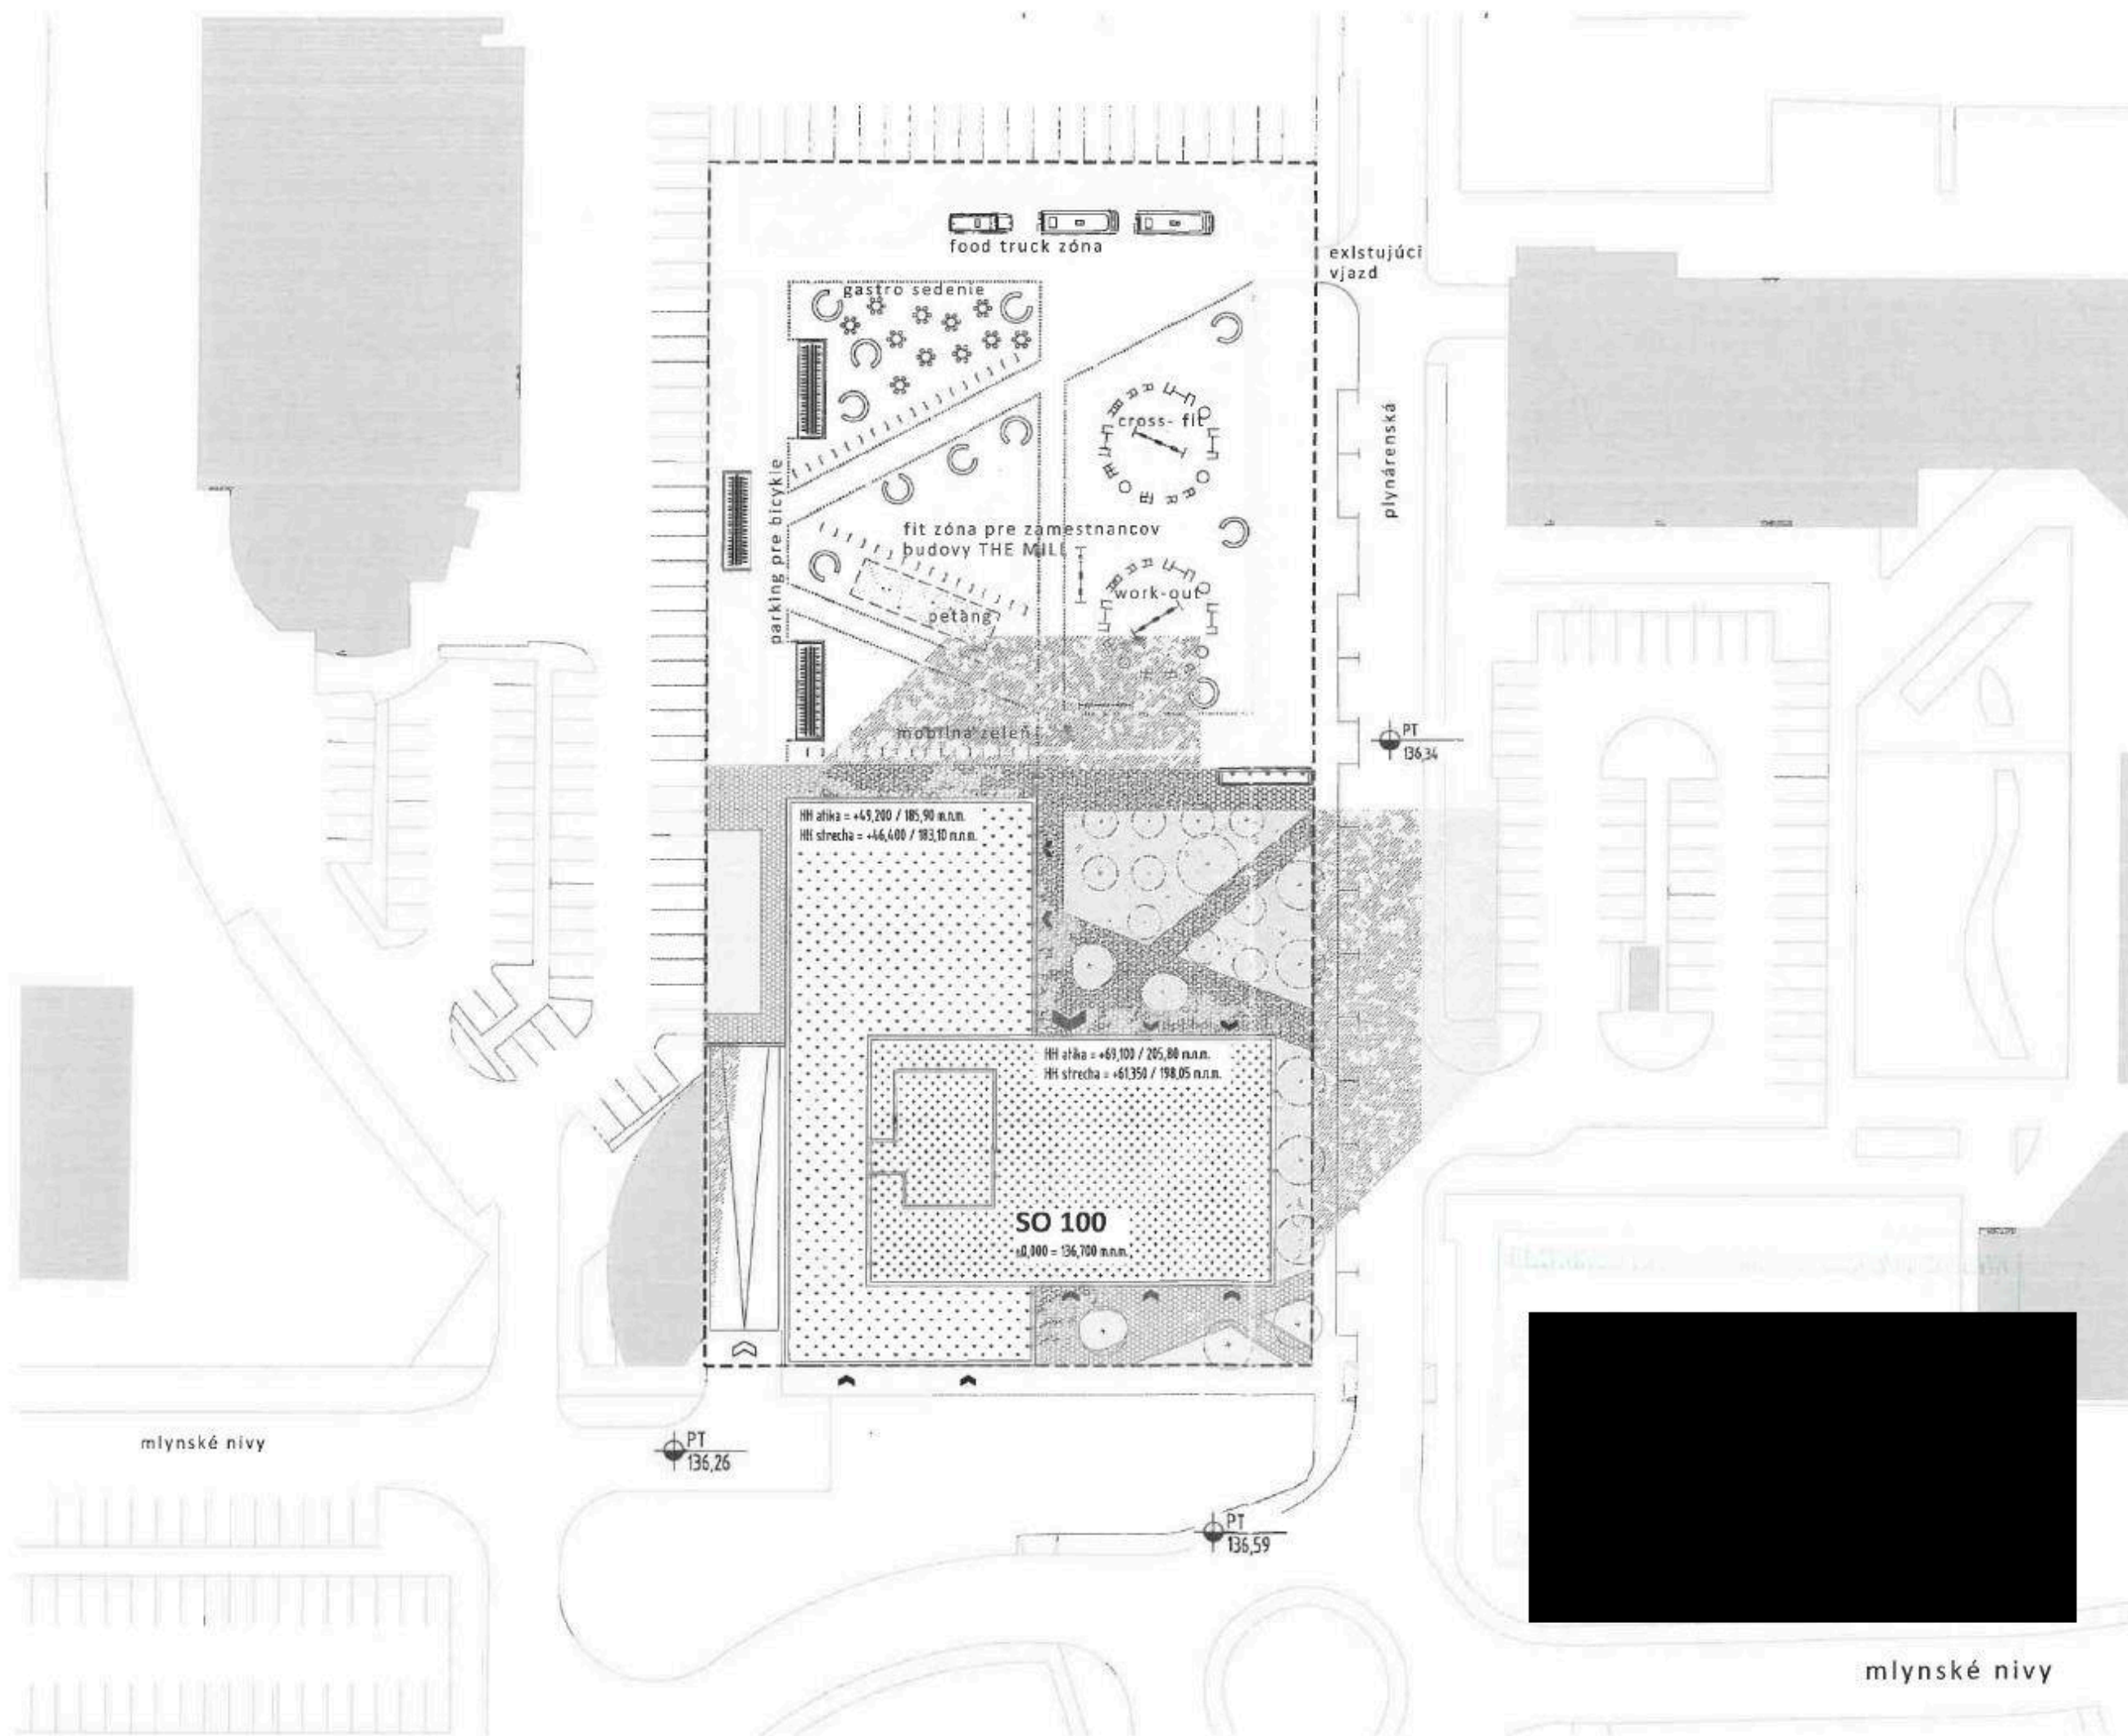 food truck zóna
existujúci
vjazd
gastro sedenie
cross- fit
plynárenská
parking pre bicykle
fit zóna pre zamestnancov
budovy THE MILL
work-out
petang
mobilná zeleň
PT
136,34
HH atika = +49,200 / 185,90 m.n.m.
HH strecha = +46,400 / 183,10 m.n.m.
HH atika = +69,100 / 205,80 m.n.m.
HH strecha = +61,350 / 198,05 m.n.m.
SO 100
±0,000 = 136,700 m.n.m.
mlynské nivy
PT
136,26
PT
136,59
mlynské nivy